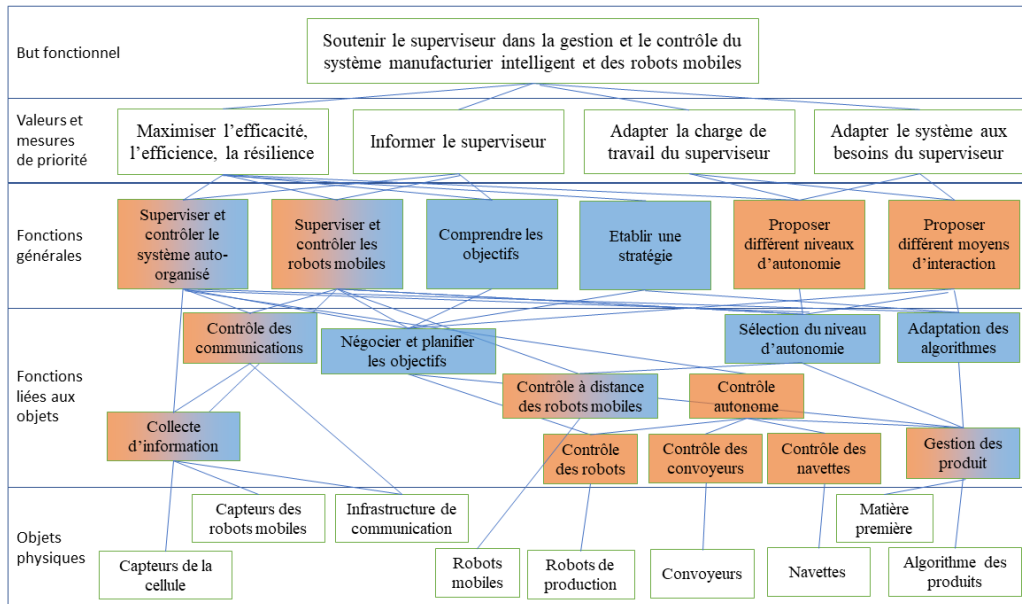 But fonctionnel
Soutenir le superviseur dans la gestion et le contrôle du
système manufacturier intelligent et des robots mobiles
Valeurs et
mesures
de priorité
Maximiser l’efficacité,
l’efficience, la résilience
Informer le superviseur
Adapter la charge de
travail du superviseur
Adapter le système aux
besoins du superviseur
Fonctions
générales
Superviser et
contrôler le
système auto-
organisé
Superviser et
contrôler les
robots mobiles
Comprendre les
objectifs
Etablir une
stratégie
Proposer
différent niveaux
d’autonomie
Proposer
différent moyens
d’interaction
Fonctions
liées aux
objets
Contrôle des
communications
Négocier et planifier
les objectifs
Sélection du niveau
d’autonomie
Adaptation des
algorithmes
Contrôle à distance
des robots mobiles
Contrôle
autonome
Collecte
d’information
Contrôle
des robots
Contrôle des
convoyeurs
Contrôle des
navettes
Gestion des
produit
Objets
physiques
Capteurs des
robots mobiles
Infrastructure de
communication
Matière
première
Capteurs de la
cellule
Robots
mobiles
Robots de
production
Convoyeurs
Navettes
Algorithme des
produits